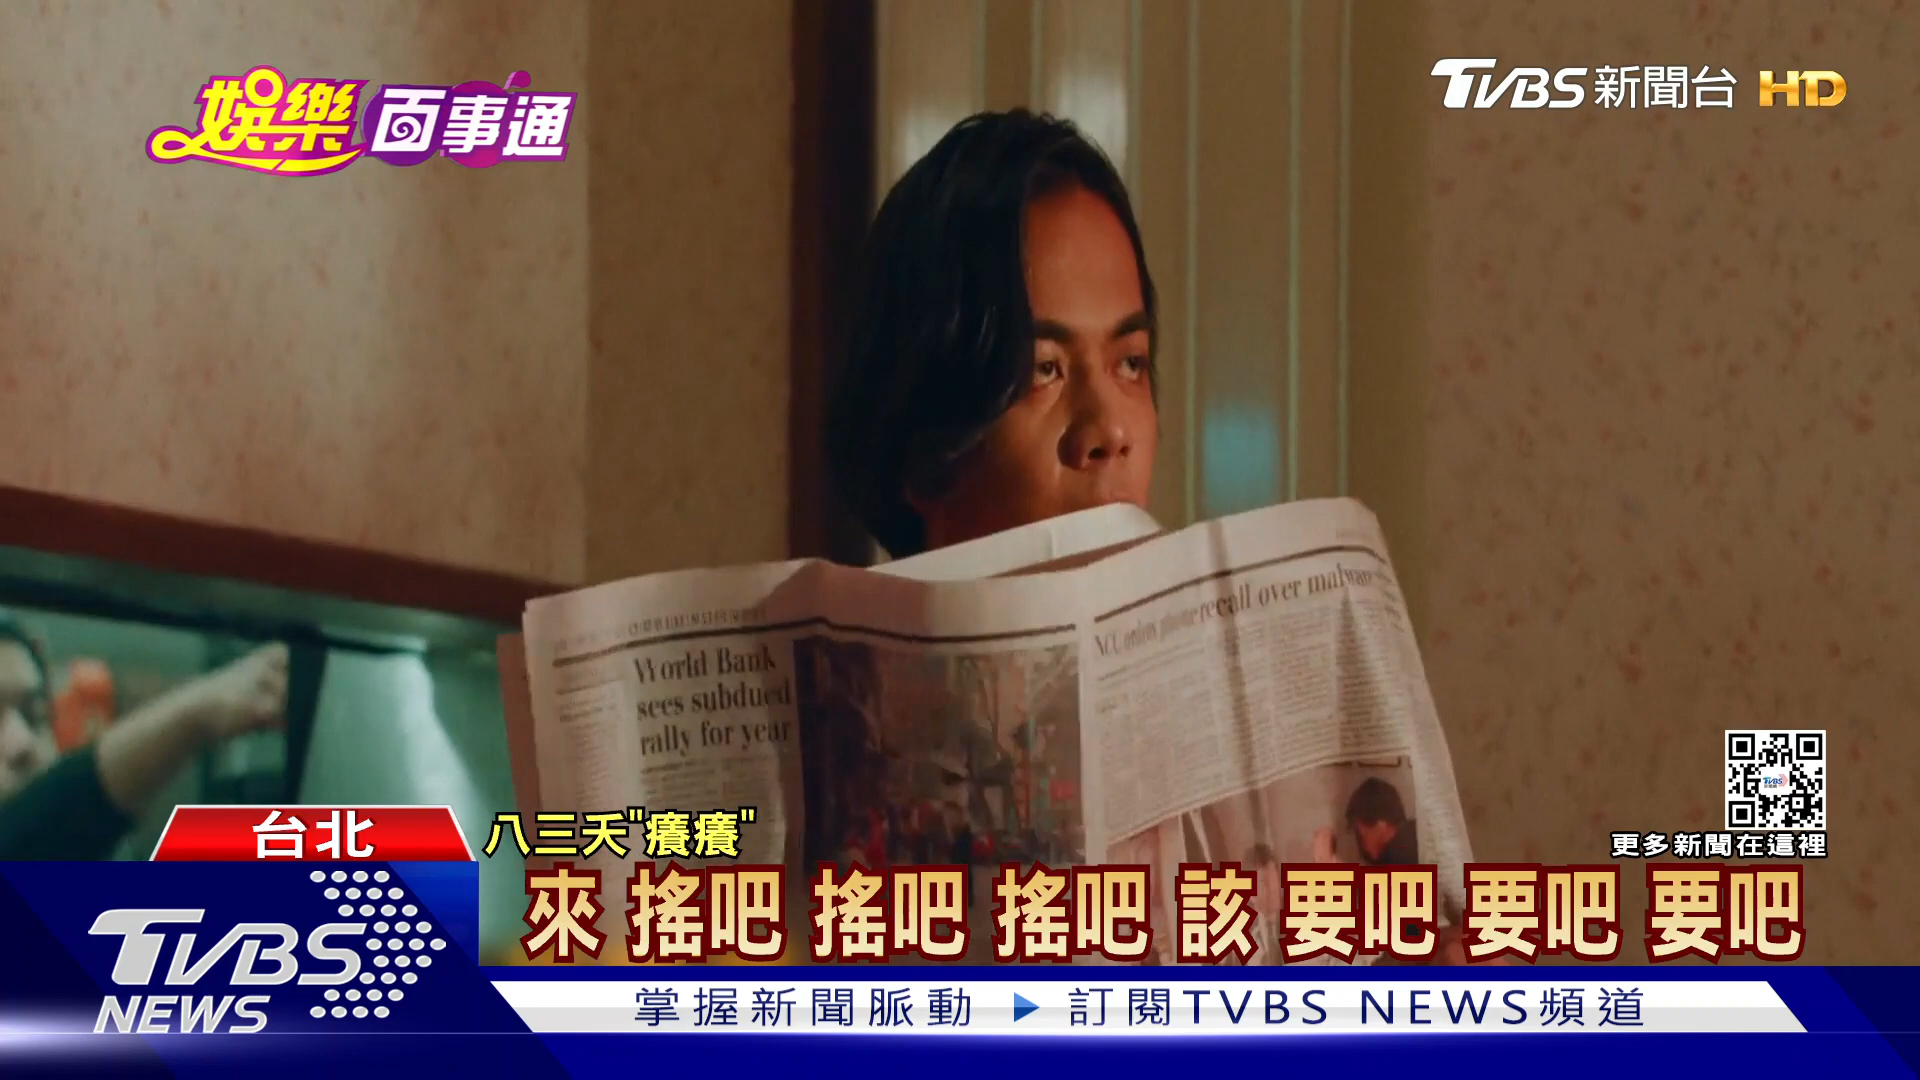 娛樂百事通
TVBS新聞台 HD
World Bank
sees subdued
rally for year
recall over malware
TVBS
更多新聞在這裡
台北
八三夭"癢癢"
來 搖吧 搖吧 搖吧 該 要吧 要吧 要吧
TVBS
NEWS
掌握新聞脈動 ▶ 訂閱TVBS NEWS頻道